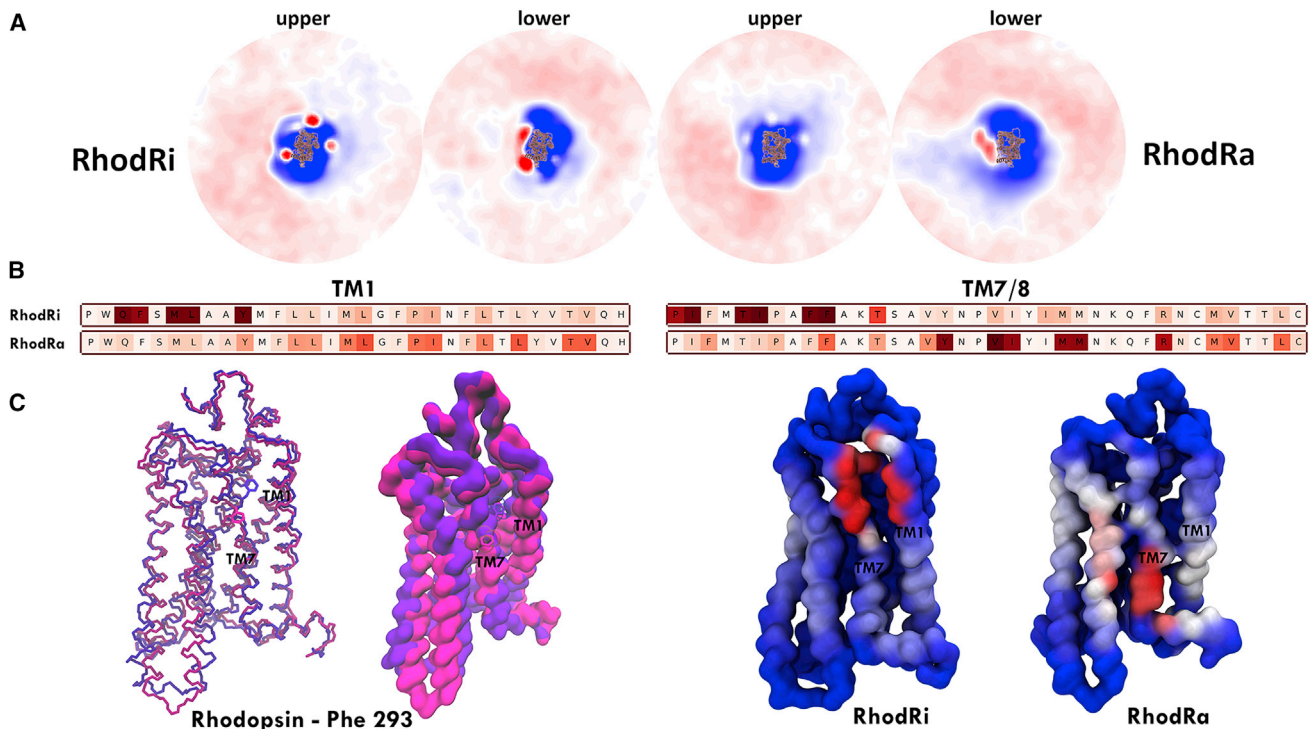 A
upper lower upper lower
RhodRi RhodRa
B
TM1 TM7/8
RhodRi P W Q F S M L A A Y M F L L I M L G F P I N F L T L Y V T V Q H P I F M T I P A F F A K T S A V Y N P V I Y I M M N K Q F R N C M V T T L C
RhodRa P W Q F S M L A A Y M F L L I M L G F P I N F L T L Y V T V Q H P I F M T I P A F F A K T S A V Y N P V I Y I M M N K Q F R N C M V T T L C
C
TM1 TM1 TM1 TM1
TM7 TM7 TM7 TM7
Rhodopsin - Phe 293 RhodRi RhodRa